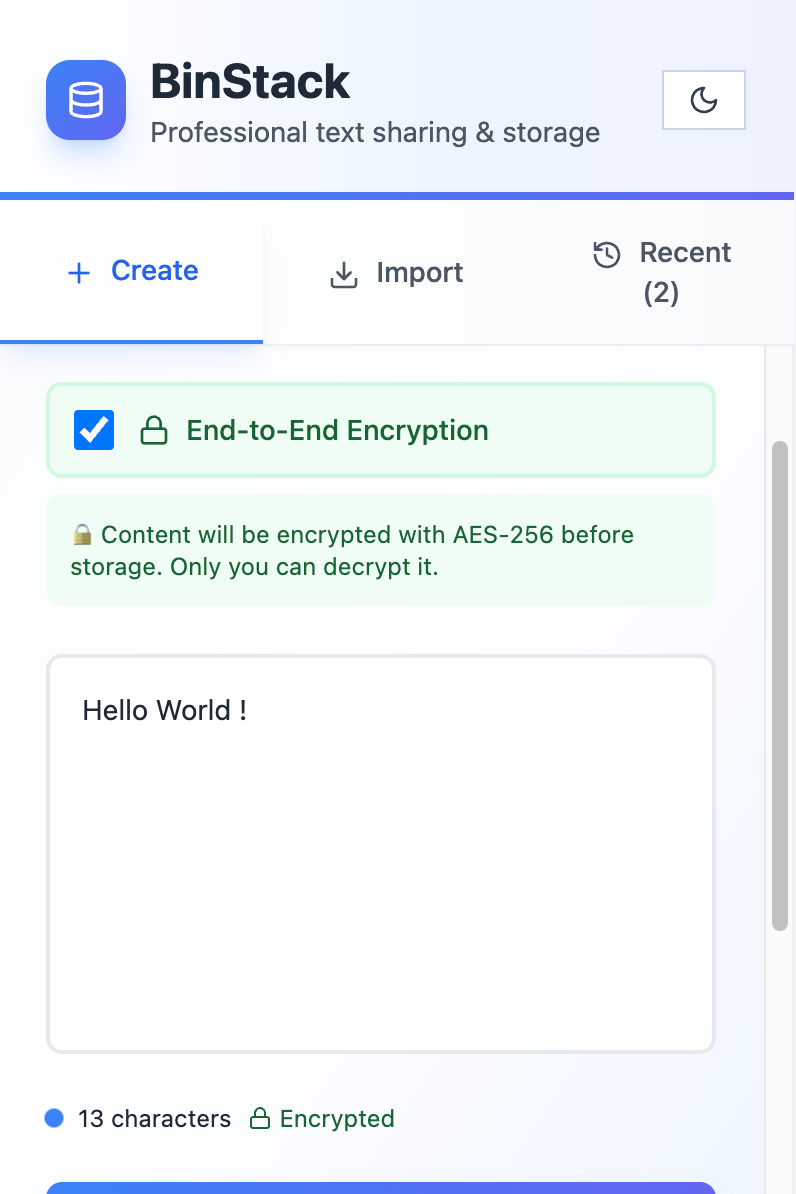 BinStack
Professional text sharing & storage
Create
Import
Recent
(2)
End-to-End Encryption
🔒 Content will be encrypted with AES-256 before
storage. Only you can decrypt it.
Hello World !
13 characters Encrypted